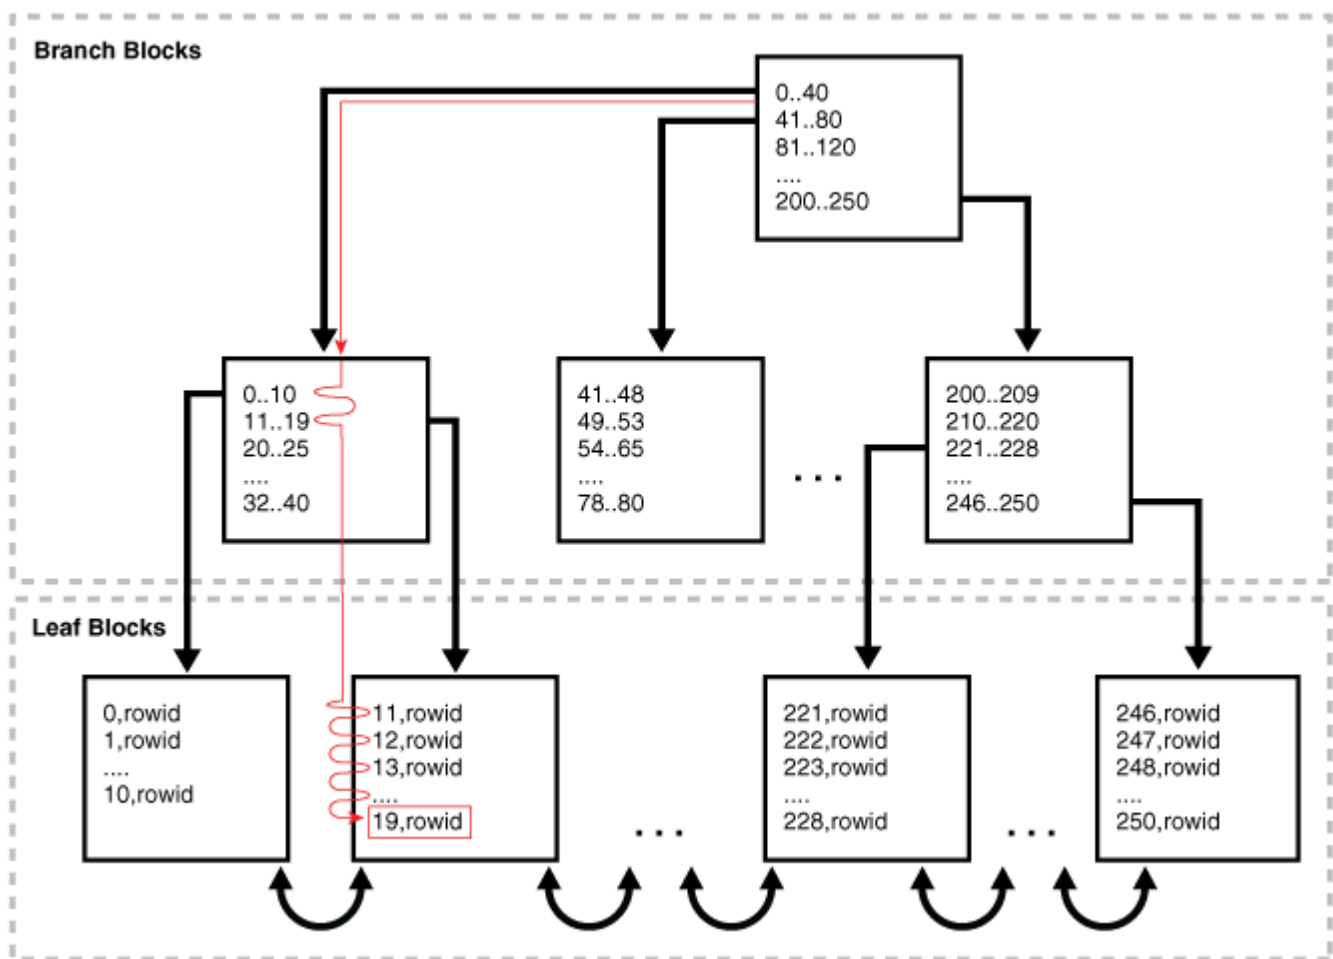 Branch Blocks
0..40
41..80
81..120
....
200..250
0..10
11..19
20..25
....
32..40
41..48
49..53
54..65
....
78..80
...
200..209
210..220
221..228
....
246..250
Leaf Blocks
0,rowid
1,rowid
....
10,rowid
11,rowid
12,rowid
13,rowid
....
19,rowid
...
221,rowid
222,rowid
223,rowid
....
228,rowid
...
246,rowid
247,rowid
248,rowid
....
250,rowid